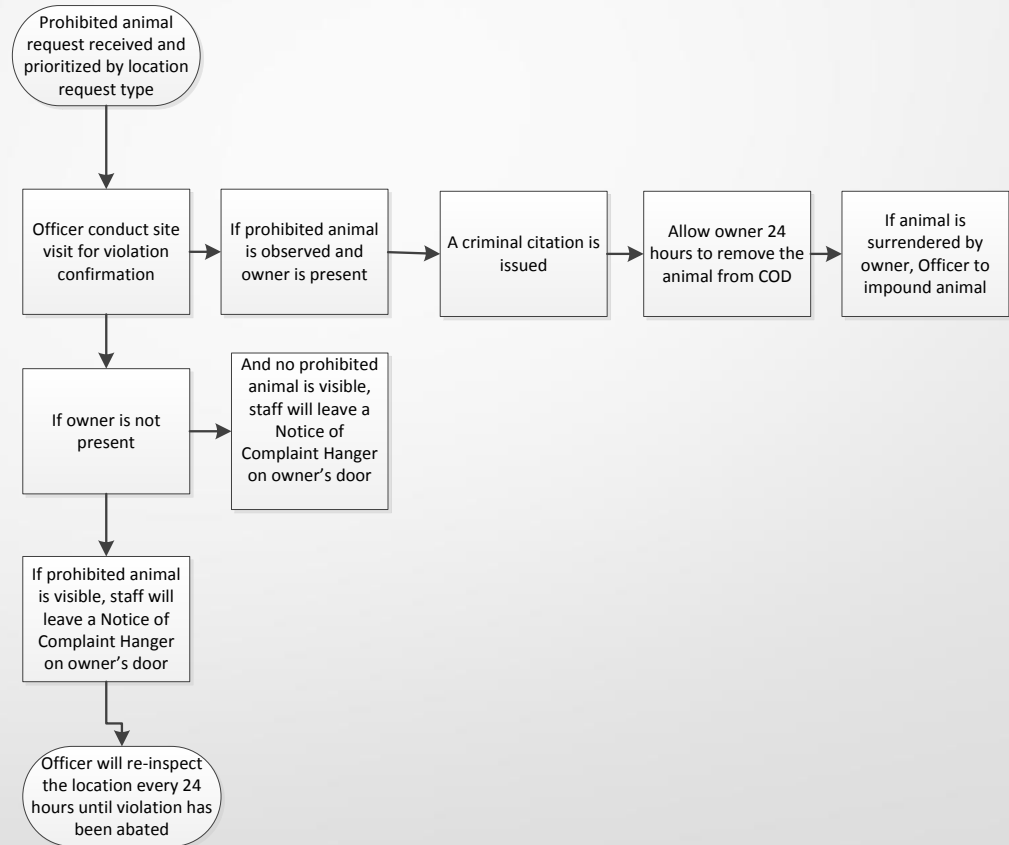 Prohibited animal
request received and
prioritized by location
request type
Officer conduct site
visit for violation
confirmation
If prohibited animal
is observed and
owner is present
A criminal citation is
issued
Allow owner 24
hours to remove the
animal from COD
If animal is
surrendered by
owner, Officer to
impound animal
If owner is not
present
And no prohibited
animal is visible,
staff will leave a
Notice of
Complaint Hanger
on owner’s door
If prohibited animal
is visible, staff will
leave a Notice of
Complaint Hanger
on owner’s door
Officer will re-inspect
the location every 24
hours until violation has
been abated